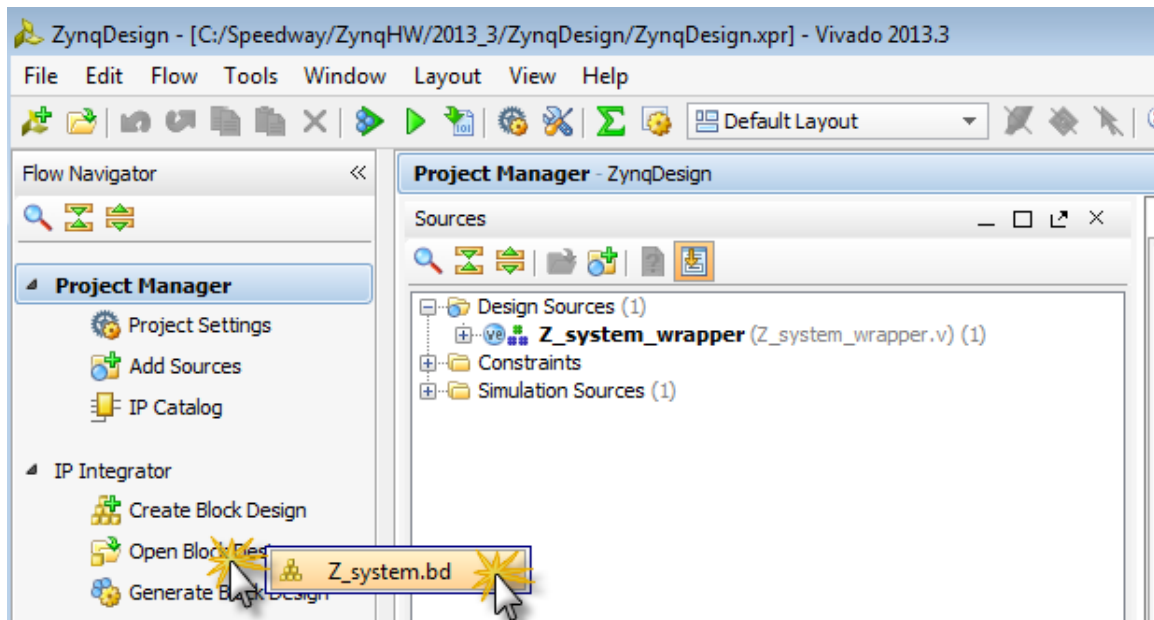 ZynqDesign - [C:/Speedway/ZynqHW/2013_3/ZynqDesign/ZynqDesign.xpr] - Vivado 2013.3
File Edit Flow Tools Window Layout View Help
Default Layout
Flow Navigator
Project Manager
Project Settings
Add Sources
IP Catalog
IP Integrator
Create Block Design
Open Block Des
Z_system.bd
Generate Block Design
Project Manager - ZynqDesign
Sources
Design Sources (1)
Z_system_wrapper (Z_system_wrapper.v) (1)
Constraints
Simulation Sources (1)